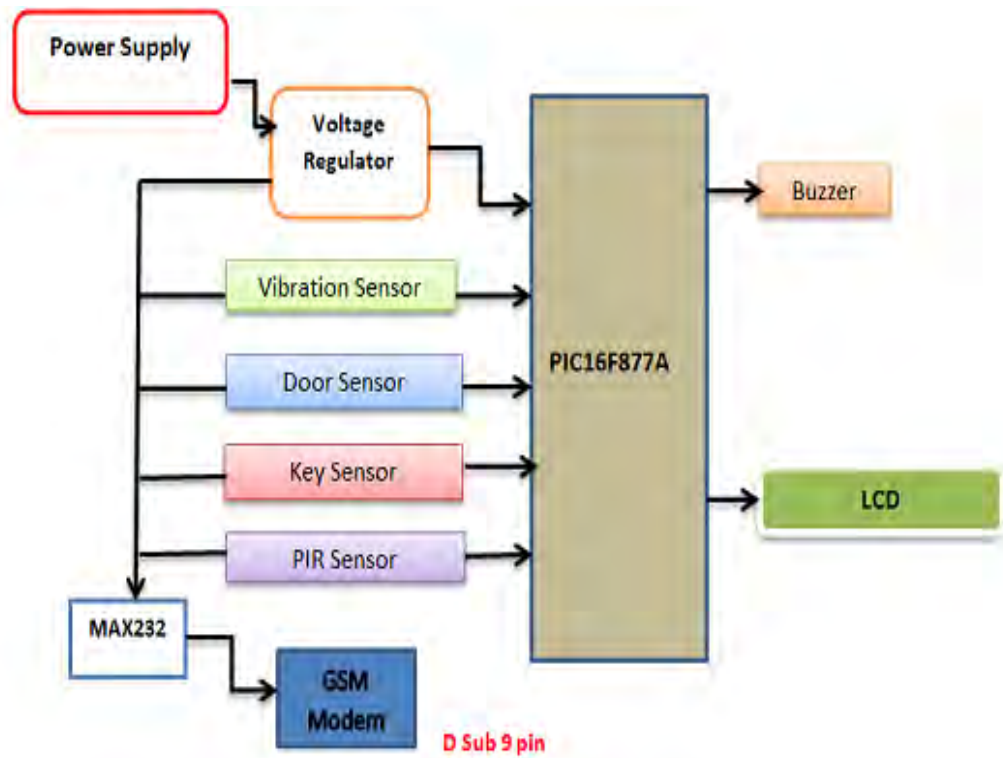 Power Supply
Voltage
Regulator
Buzzer
Vibration Sensor
PIC16F877A
Door Sensor
Key Sensor
LCD
PIR Sensor
MAX232
GSM
Modem
D Sub 9 pin